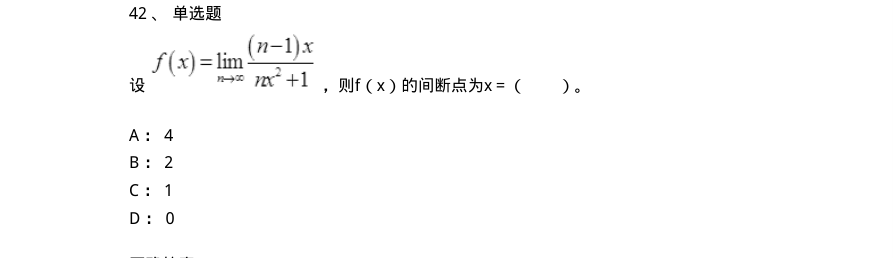 42、 单选题
设 f(x)=lim n→∞ (n−1)x / nx²+1 ，则f（x）的间断点为x=（ ）。
A： 4
B： 2
C： 1
D： 0